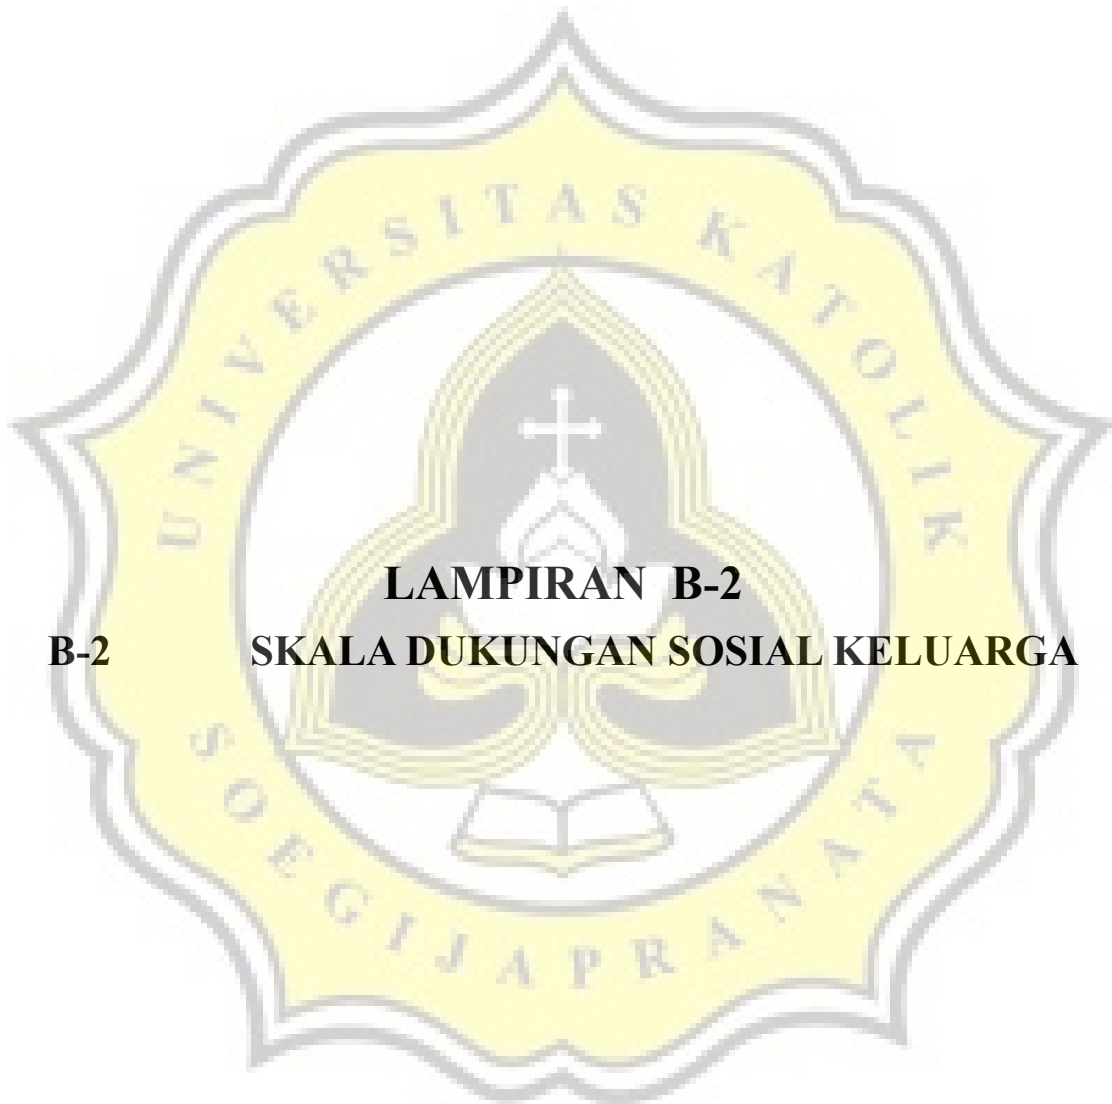 UNIVERSITAS KATOLIK
LAMPIRAN B-2
B-2 SKALA DUKUNGAN SOSIAL KELUARGA
SOEGIJAPRANATA